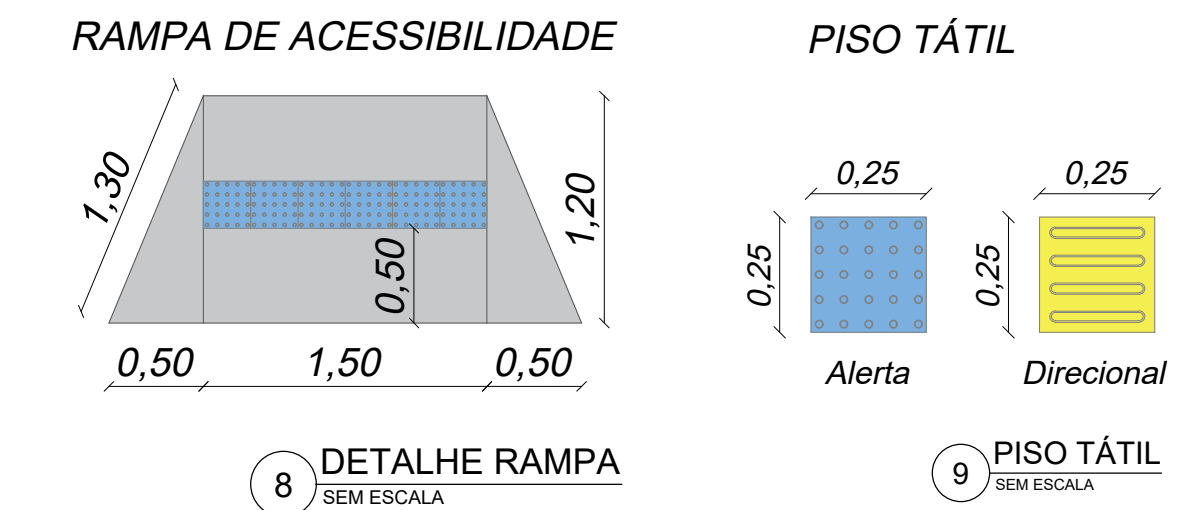 RAMPA DE ACESSIBILIDADE
1,30
1,20
0,50
0,50
1,50
0,50
8
DETALHE RAMPA
SEM ESCALA
PISO TÁTIL
0,25
0,25
0,25
0,25
Alerta
Direcional
9
PISO TÁTIL
SEM ESCALA